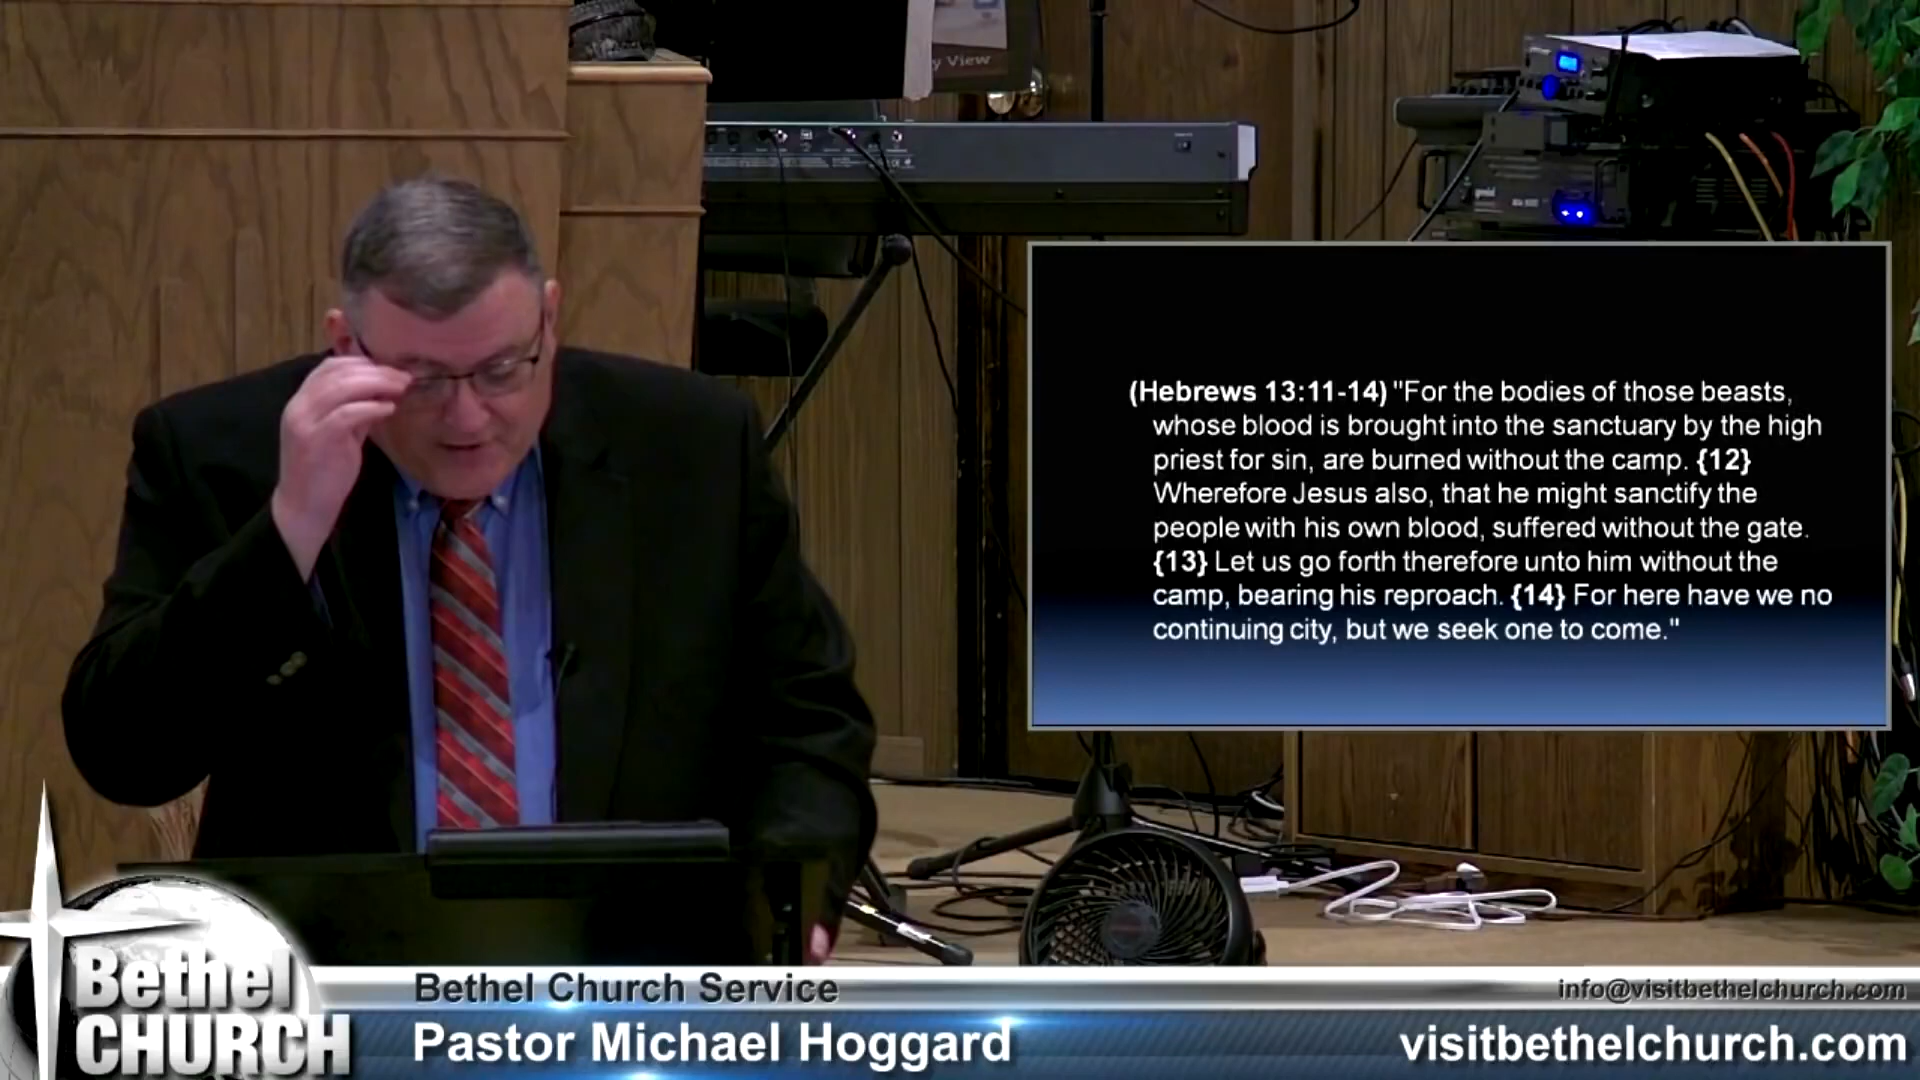 y View
(Hebrews 13:11-14) "For the bodies of those beasts,
whose blood is brought into the sanctuary by the high
priest for sin, are burned without the camp. {12}
Wherefore Jesus also, that he might sanctify the
people with his own blood, suffered without the gate.
{13} Let us go forth therefore unto him without the
camp, bearing his reproach. {14} For here have we no
continuing city, but we seek one to come."
Bethel
CHURCH
Bethel Church Service
Pastor Michael Hoggard
info@visitbethelchurch.com
visitbethelchurch.com